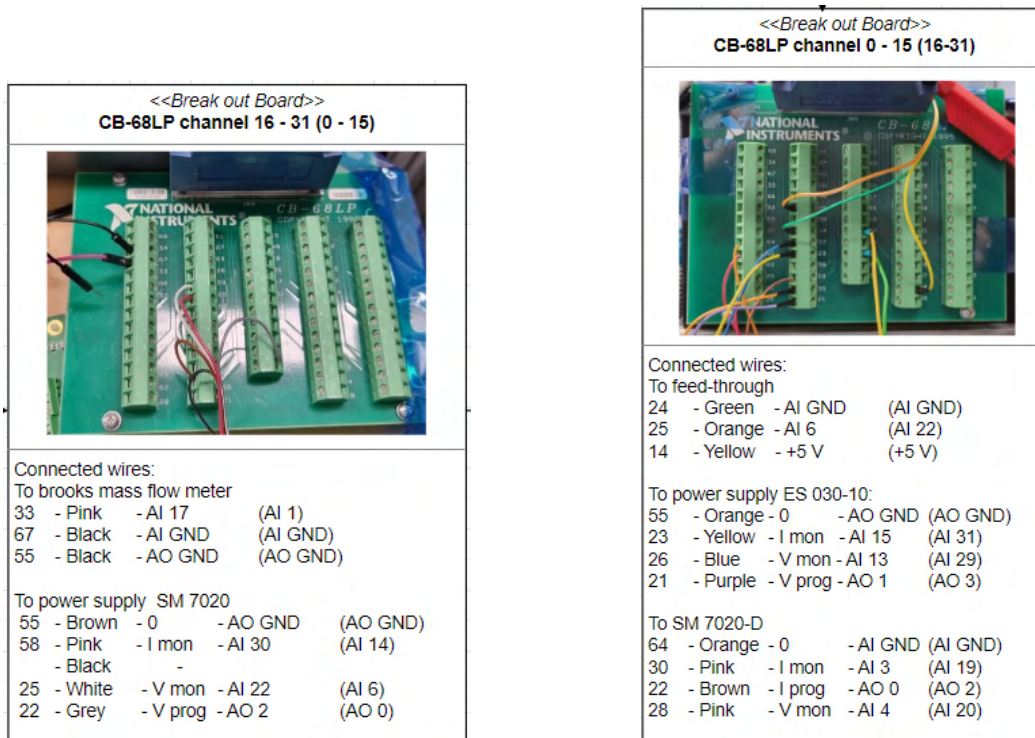 <<Break out Board>>
CB-68LP channel 16 - 31 (0 - 15)
NATIONAL
INSTRUMENTS
CB-68LP
Connected wires:
To brooks mass flow meter
33 - Pink - AI 17 (AI 1)
67 - Black - AI GND (AI GND)
55 - Black - AO GND (AO GND)
To power supply SM 7020
55 - Brown - 0 - AO GND (AO GND)
58 - Pink - I mon - AI 30 (AI 14)
- Black -
25 - White - V mon - AI 22 (AI 6)
22 - Grey - V prog - AO 2 (AO 0)
<<Break out Board>>
CB-68LP channel 0 - 15 (16-31)
NATIONAL
INSTRUMENTS
Connected wires:
To feed-through
24 - Green - AI GND (AI GND)
25 - Orange - AI 6 (AI 22)
14 - Yellow - +5 V (+5 V)
To power supply ES 030-10:
55 - Orange - 0 - AO GND (AO GND)
23 - Yellow - I mon - AI 15 (AI 31)
26 - Blue - V mon - AI 13 (AI 29)
21 - Purple - V prog - AO 1 (AO 3)
To SM 7020-D
64 - Orange - 0 - AI GND (AI GND)
30 - Pink - I mon - AI 3 (AI 19)
22 - Brown - I prog - AO 0 (AO 2)
28 - Pink - V mon - AI 4 (AI 20)